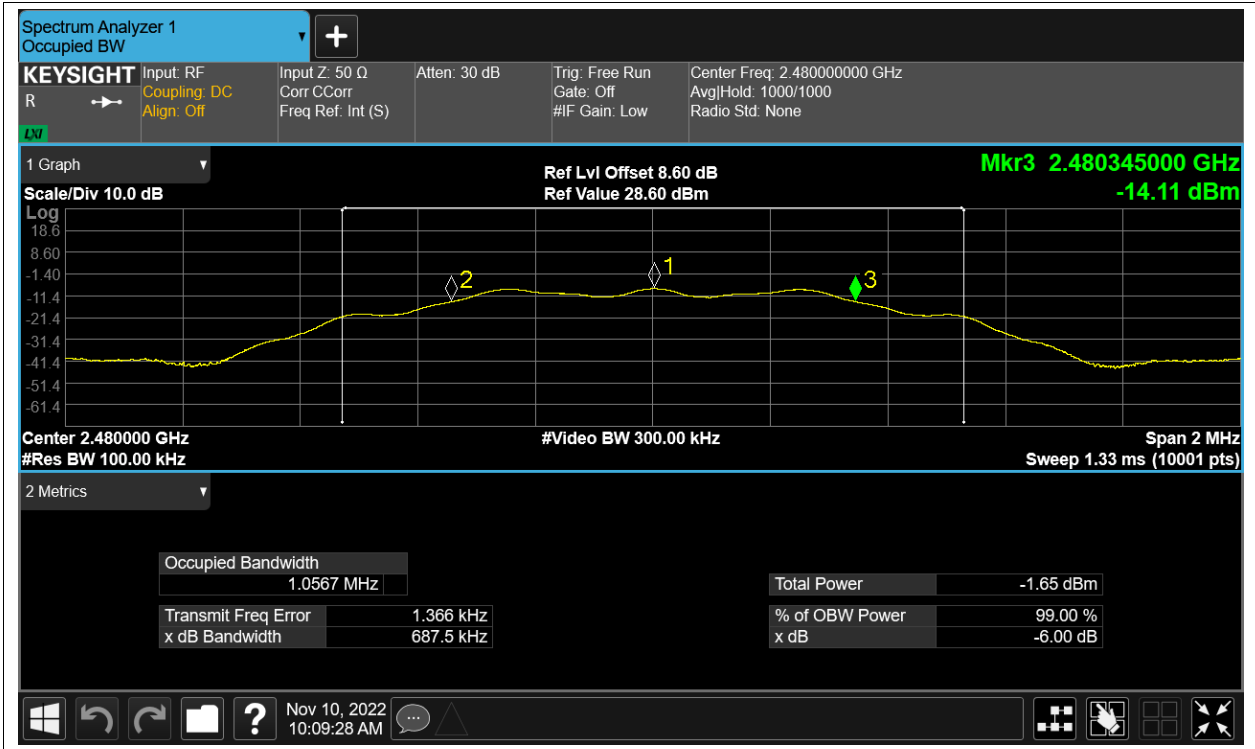 Spectrum Analyzer 1
Occupied BW
KEYSIGHT
R
LXI
Input: RF
Coupling: DC
Align: Off
Input Z: 50 Ω
Corr CCorr
Freq Ref: Int (S)
Atten: 30 dB
Trig: Free Run
Gate: Off
#IF Gain: Low
Center Freq: 2.480000000 GHz
Avg|Hold: 1000/1000
Radio Std: None
1 Graph
Scale/Div 10.0 dB
Ref Lvl Offset 8.60 dB
Ref Value 28.60 dBm
Mkr3 2.480345000 GHz
-14.11 dBm
Log
18.6
8.60
-1.40
-11.4
-21.4
-31.4
-41.4
-51.4
-61.4
2
1
3
Center 2.480000 GHz
#Res BW 100.00 kHz
#Video BW 300.00 kHz
Span 2 MHz
Sweep 1.33 ms (10001 pts)
2 Metrics
Occupied Bandwidth
1.0567 MHz
Transmit Freq Error 1.366 kHz
x dB Bandwidth 687.5 kHz
Total Power -1.65 dBm
% of OBW Power 99.00 %
x dB -6.00 dB
?
Nov 10, 2022
10:09:28 AM